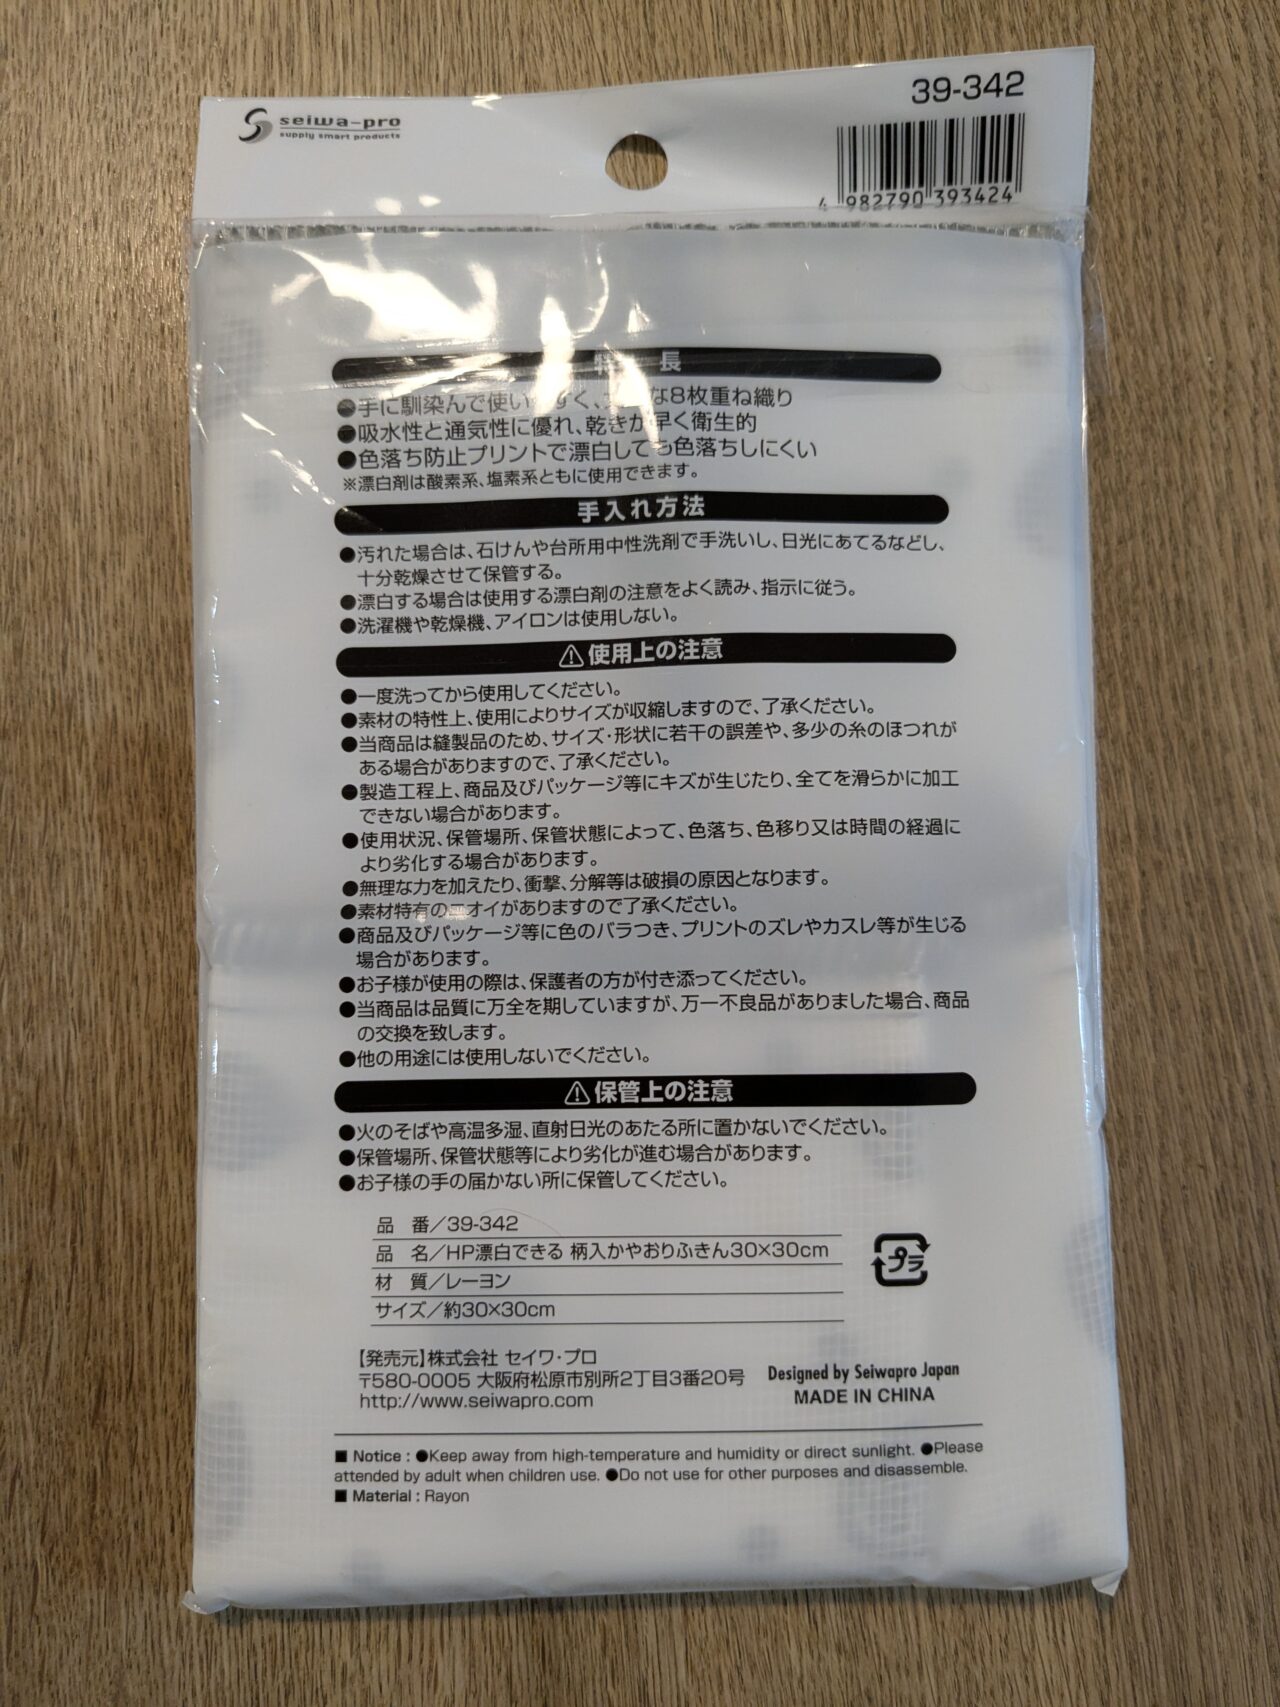 seiwa-pro
supply smart products
39-342
4 982790 393424
特 長
●手に馴染んで使いやすく、な8枚重ね織り
●吸水性と通気性に優れ、乾きが早く衛生的
●色落ち防止プリントで漂白しても色落ちしにくい
※漂白剤は酸素系、塩素系ともに使用できます。
手入れ方法
●汚れた場合は、石けんや台所用中性洗剤で手洗いし、日光にあてるなどし、
十分乾燥させて保管する。
●漂白する場合は使用する漂白剤の注意をよく読み、指示に従う。
●洗濯機や乾燥機、アイロンは使用しない。
⚠使用上の注意
●一度洗ってから使用してください。
●素材の特性上、使用によりサイズが収縮しますので、了承ください。
●当商品は縫製品のため、サイズ・形状に若干の誤差や、多少の糸のほつれが
ある場合がありますので、了承ください。
●製造工程上、商品及びパッケージ等にキズが生じたり、全てを滑らかに加工
できない場合があります。
●使用状況、保管場所、保管状態によって、色落ち、色移り又は時間の経過に
より劣化する場合があります。
●無理な力を加えたり、衝撃、分解等は破損の原因となります。
●素材特有のニオイがありますので了承ください。
●商品及びパッケージ等に色のバラつき、プリントのズレやカスレ等が生じる
場合があります。
●お子様が使用の際は、保護者の方が付き添ってください。
●当商品は品質に万全を期していますが、万一不良品がありました場合、商品
の交換を致します。
●他の用途には使用しないでください。
⚠保管上の注意
●火のそばや高温多湿、直射日光のあたる所に置かないでください。
●保管場所、保管状態等により劣化が進む場合があります。
●お子様の手の届かない所に保管してください。
品 番／39-342
品 名／HP漂白できる 柄入かやおりふきん30×30cm
材 質／レーヨン
サイズ／約30×30cm
プラ
【発売元】株式会社 セイワ・プロ
〒580-0005 大阪府松原市別所2丁目3番20号
http://www.seiwapro.com
Designed by Seiwapro Japan
MADE IN CHINA
■ Notice : ●Keep away from high-temperature and humidity or direct sunlight. ●Please
attended by adult when children use. ●Do not use for other purposes and disassemble.
■ Material : Rayon